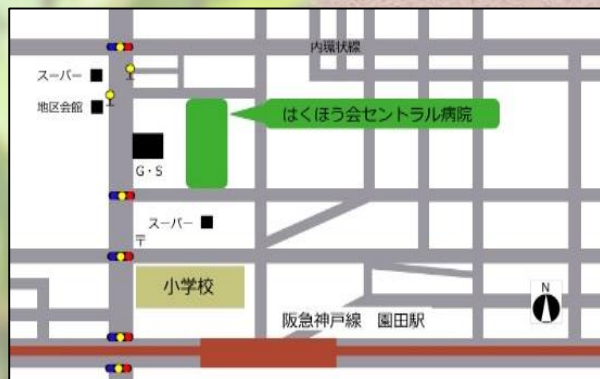 内環状線
スーパー
地区会館
はくほう会セントラル病院
G・S
スーパー
〒
小学校
阪急神戸線 園田駅
N